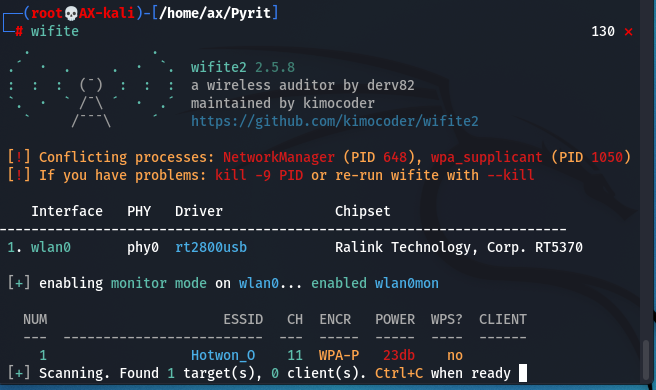 (root💀AX-kali)-[/home/ax/Pyrit]
# wifite 130 ⨯
. .
.´ · . . · `. wifite2 2.5.8
: : : (¯) : : : a wireless auditor by derv82
`. · ` /¯\ ´ · .´ maintained by kimocoder
` /¯¯¯\ ´ https://github.com/kimocoder/wifite2
[!] Conflicting processes: NetworkManager (PID 648), wpa_supplicant (PID 1050)
[!] If you have problems: kill -9 PID or re-run wifite with --kill
Interface PHY Driver Chipset
-----------------------------------------------------------------------
1. wlan0 phy0 rt2800usb Ralink Technology, Corp. RT5370
[+] enabling monitor mode on wlan0... enabled wlan0mon
NUM ESSID CH ENCR POWER WPS? CLIENT
--- ------------------------- --- ----- ----- ---- ------
1 Hotwon_O 11 WPA-P 23db no
[+] Scanning. Found 1 target(s), 0 client(s). Ctrl+C when ready